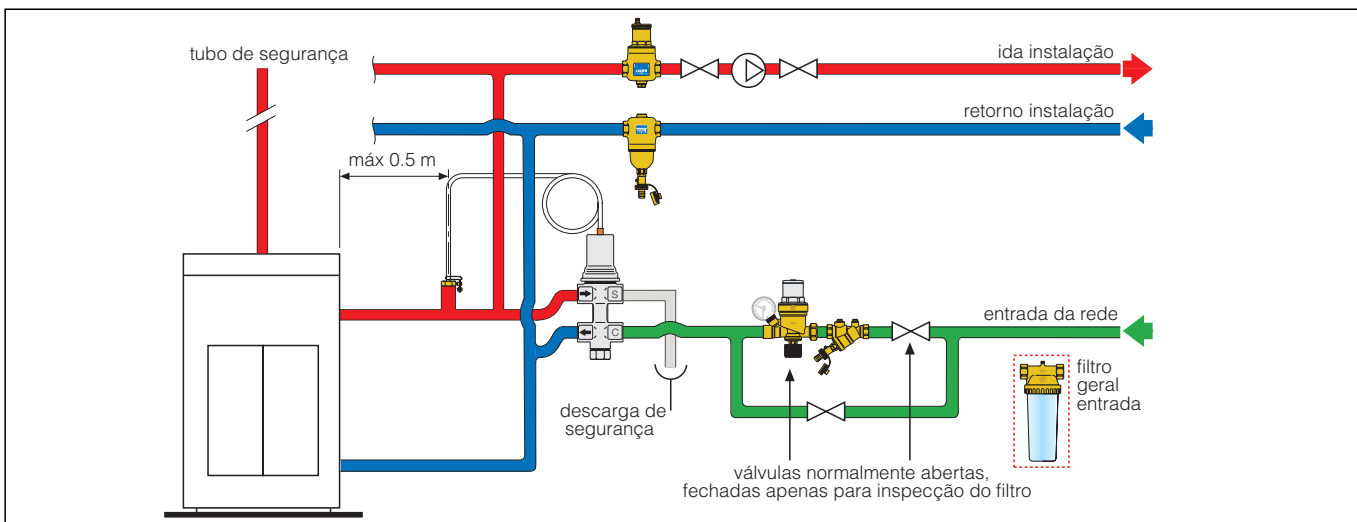 tubo de segurança
ida instalação
retorno instalação
máx 0.5 m
S
C
entrada da rede
filtro
geral
entrada
descarga de
segurança
válvulas normalmente abertas,
fechadas apenas para inspecção do filtro